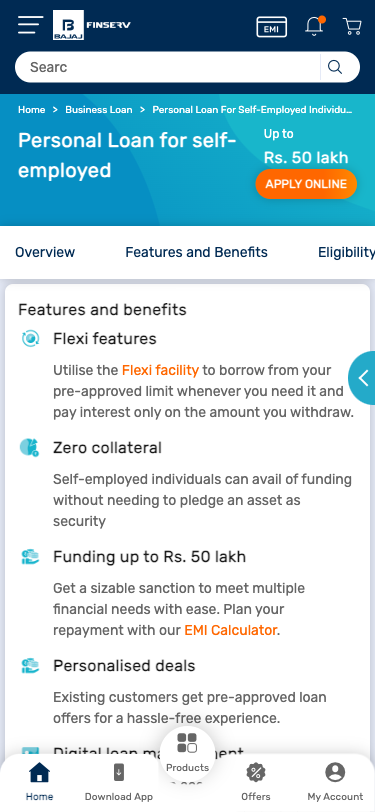 B
BAJAJ
FINSERV
EMI
Searc
Home > Business Loan > Personal Loan For Self-Employed Individu...
Personal Loan for self-
employed
Up to
Rs. 50 lakh
APPLY ONLINE
Overview
Features and Benefits
Eligibility
Features and benefits
Flexi features
Utilise the Flexi facility to borrow from your
pre-approved limit whenever you need it and
pay interest only on the amount you withdraw.
Zero collateral
Self-employed individuals can avail of funding
without needing to pledge an asset as
security
Funding up to Rs. 50 lakh
Get a sizable sanction to meet multiple
financial needs with ease. Plan your
repayment with our EMI Calculator.
Personalised deals
Existing customers get pre-approved loan
offers for a hassle-free experience.
Digital loan
Products
Home
Download App
Offers
My Account